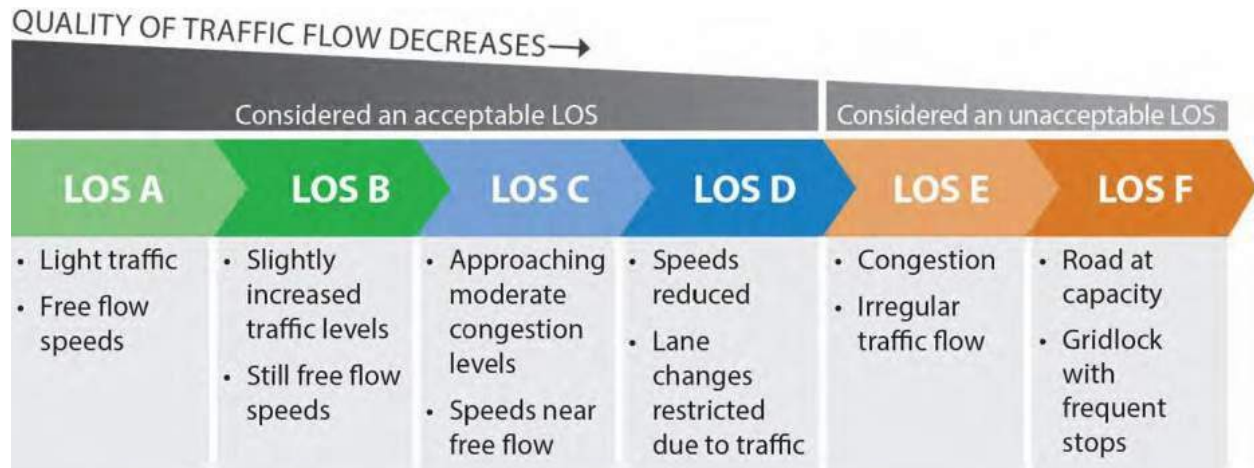 QUALITY OF TRAFFIC FLOW DECREASES→
Considered an acceptable LOS
Considered an unacceptable LOS
LOS A
LOS B
LOS C
LOS D
LOS E
LOS F
• Light traffic
• Free flow
speeds
• Slightly
increased
traffic levels
• Still free flow
speeds
• Approaching
moderate
congestion
levels
• Speeds near
free flow
• Speeds
reduced
• Lane
changes
restricted
due to traffic
• Congestion
• Irregular
traffic flow
• Road at
capacity
• Gridlock
with
frequent
stops